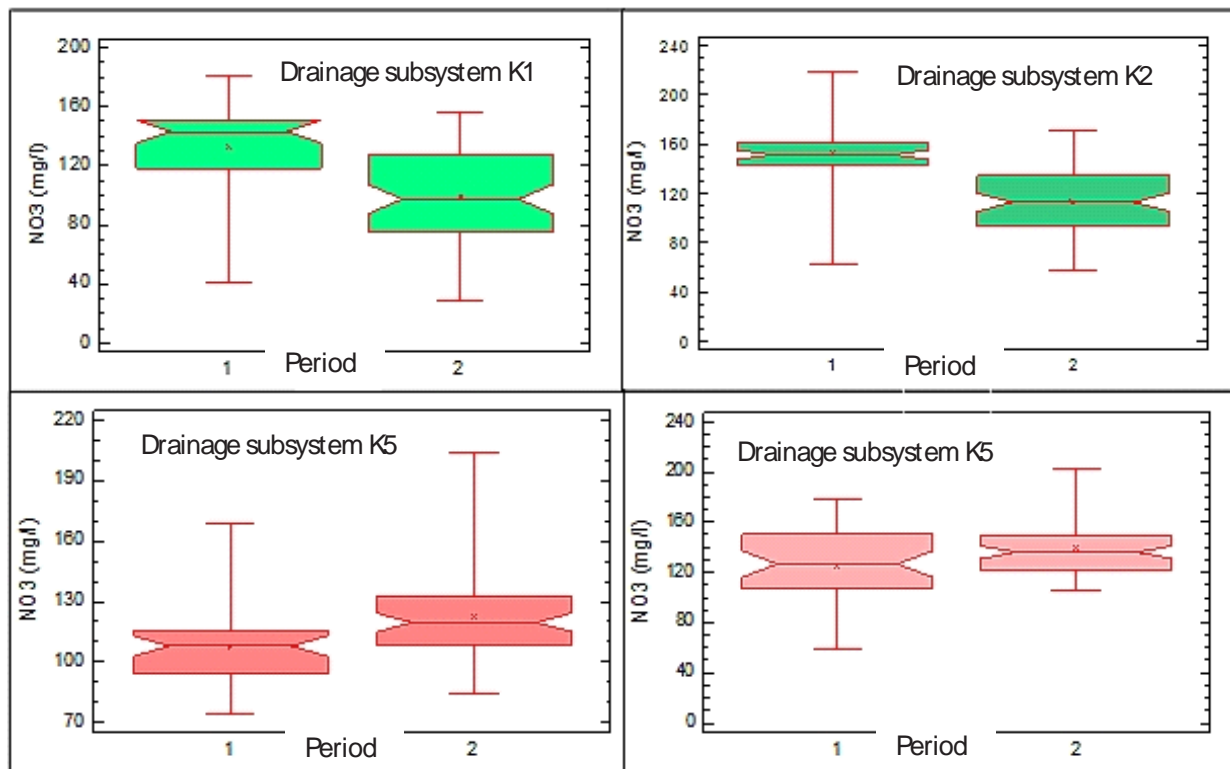 Drainage subsystem K1
NO3 (mg/l)
200
160
120
80
40
0
1
Period
2
Drainage subsystem K2
NO3 (mg/l)
240
200
160
120
80
40
0
1
Period
2
Drainage subsystem K5
NO3 (mg/l)
220
190
160
130
100
70
1
Period
2
Drainage subsystem K5
NO3 (mg/l)
240
200
160
120
80
40
0
1
Period
2